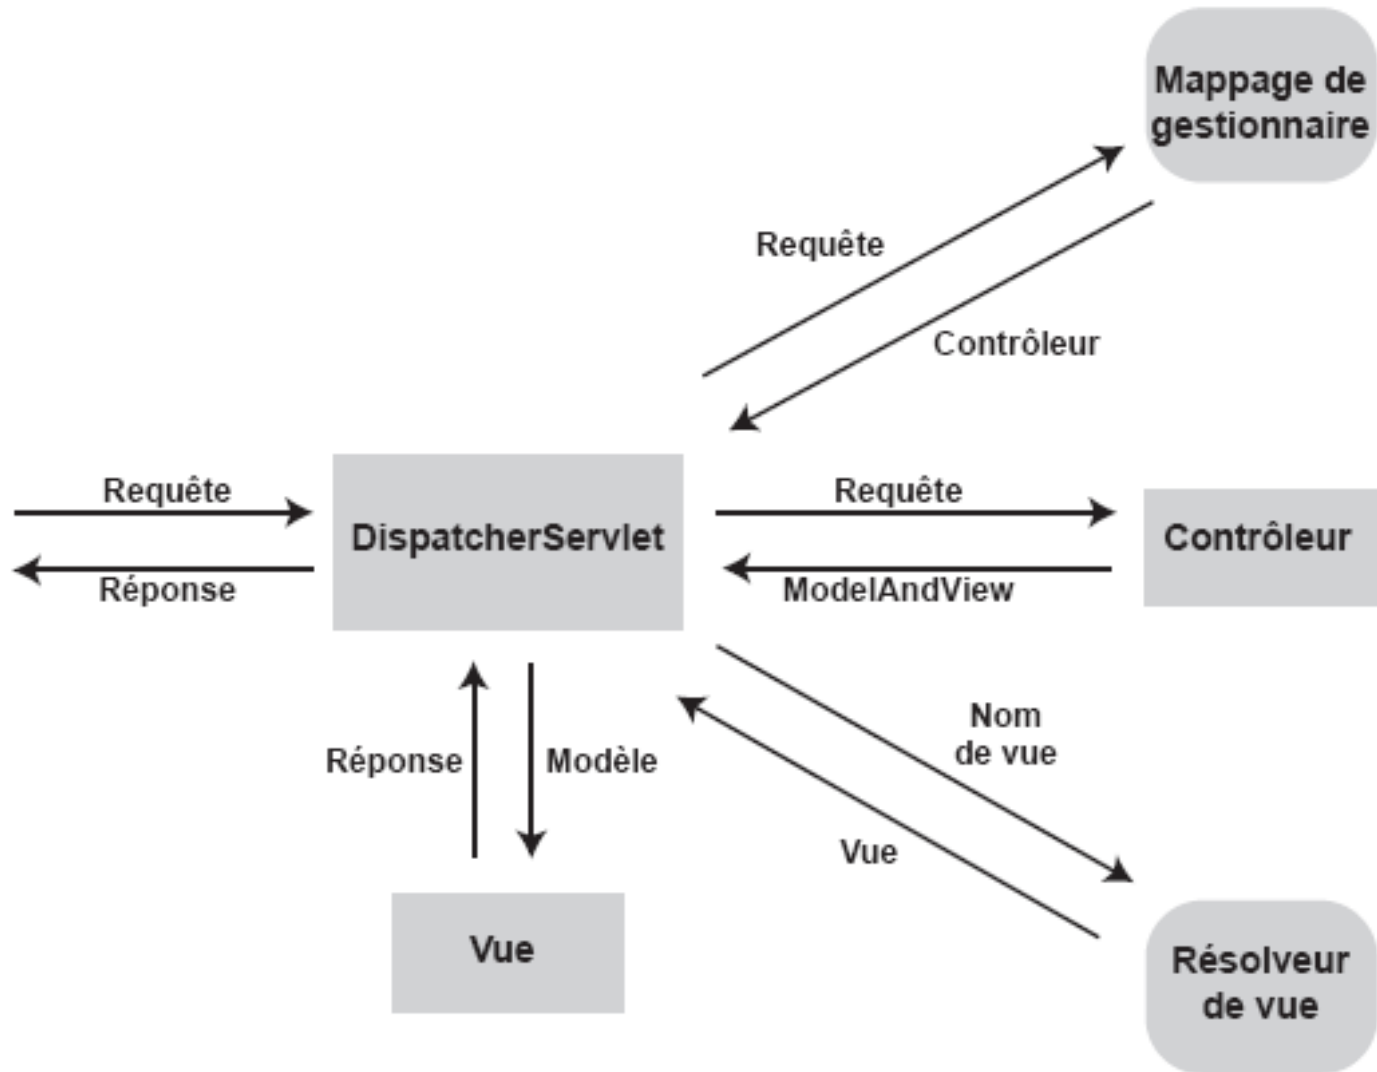 Mappage de
gestionnaire
Requête
Contrôleur
Requête
Réponse
DispatcherServlet
Requête
ModelAndView
Contrôleur
Nom
de vue
Réponse
Modèle
Vue
Vue
Résolveur
de vue